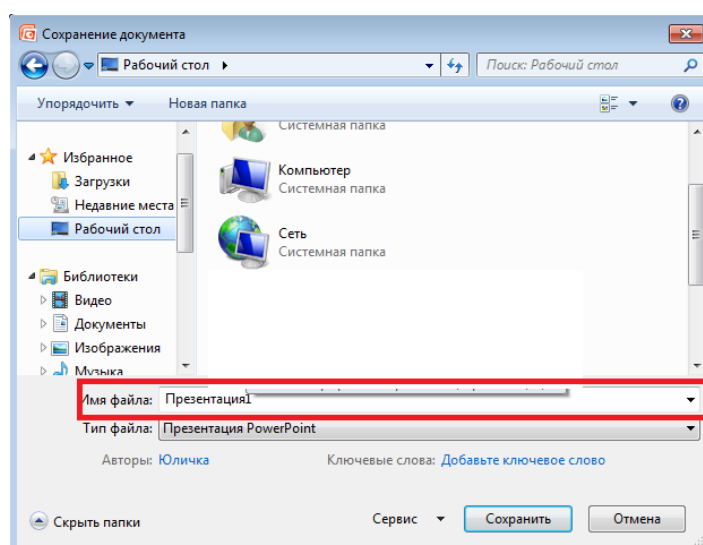 Сохранение документа
Рабочий стол
Поиск: Рабочий стол
Упорядочить Новая папка
Системная папка
Избранное
Загрузки
Недавние места
Рабочий стол
Библиотеки
Видео
Документы
Изображения
Музыка
Компьютер
Системная папка
Сеть
Системная папка
Имя файла: Презентация1
Тип файла: Презентация PowerPoint
Авторы: Юличка Ключевые слова: Добавьте ключевое слово
Скрыть папки Сервис Сохранить Отмена